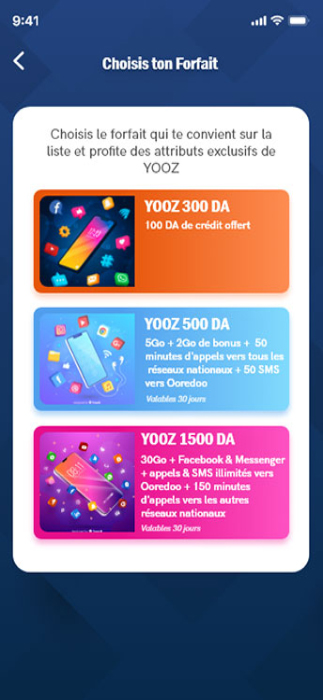 9:41
Choisis ton Forfait
Choisis le forfait qui te convient sur la
liste et profite des attributs exclusifs de
YOOZ
YOOZ 300 DA
100 DA de crédit offert
YOOZ 500 DA
5Go + 2Go de bonus + 50
minutes d'appels vers tous les
réseaux nationaux + 50 SMS
vers Ooredoo
Valables 30 jours
YOOZ 1500 DA
30Go + Facebook & Messenger
+ appels & SMS illimités vers
Ooredoo + 150 minutes
d'appels vers les autres
réseaux nationaux
Valables 30 jours